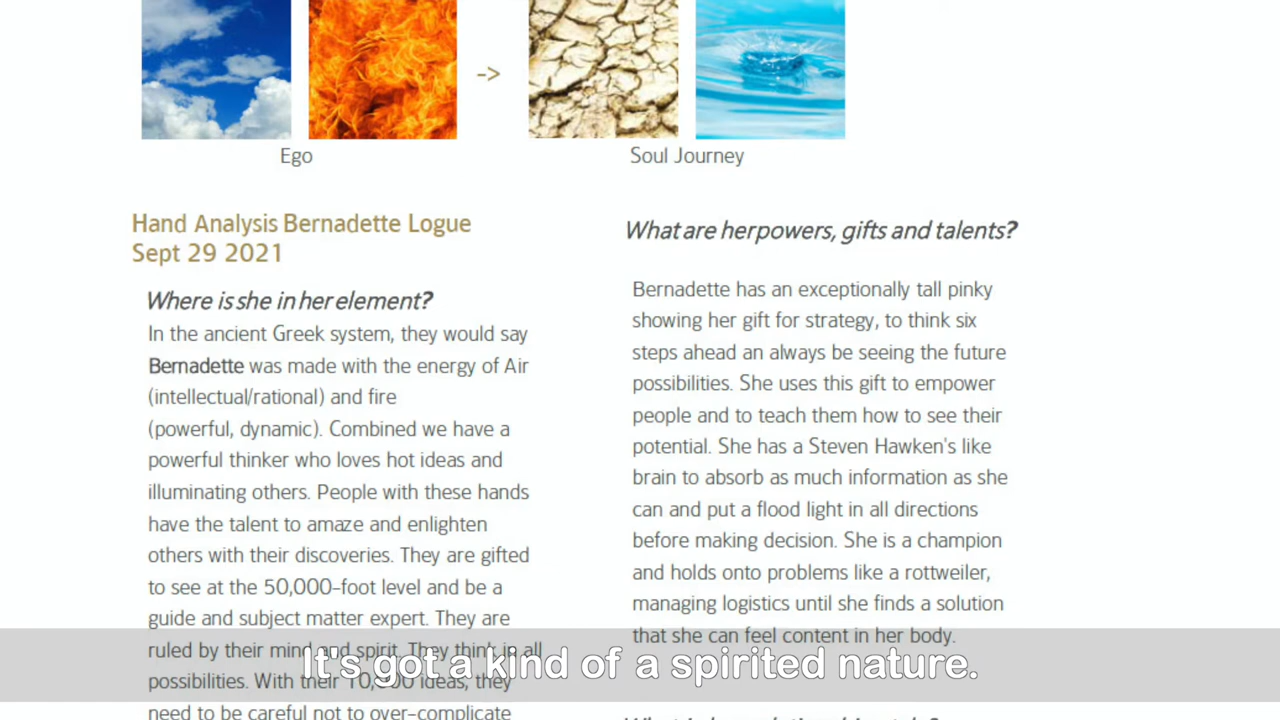 ->
Ego
Soul Journey
Hand Analysis Bernadette Logue
Sept 29 2021
Where is she in her element?
In the ancient Greek system, they would say
Bernadette was made with the energy of Air
(intellectual/rational) and fire
(powerful, dynamic). Combined we have a
powerful thinker who loves hot ideas and
illuminating others. People with these hands
have the talent to amaze and enlighten
others with their discoveries. They are gifted
to see at the 50,000-foot level and be a
guide and subject matter expert. They are
ruled by their mind and spirit. They think in all
possibilities. With their 10,000 ideas, they
need to be careful not to over-complicate
What are her powers, gifts and talents?
Bernadette has an exceptionally tall pinky
showing her gift for strategy, to think six
steps ahead an always be seeing the future
possibilities. She uses this gift to empower
people and to teach them how to see their
potential. She has a Steven Hawken's like
brain to absorb as much information as she
can and put a flood light in all directions
before making decision. She is a champion
and holds onto problems like a rottweiler,
managing logistics until she finds a solution
that she can feel content in her body.
It's got a kind of a spirited nature.